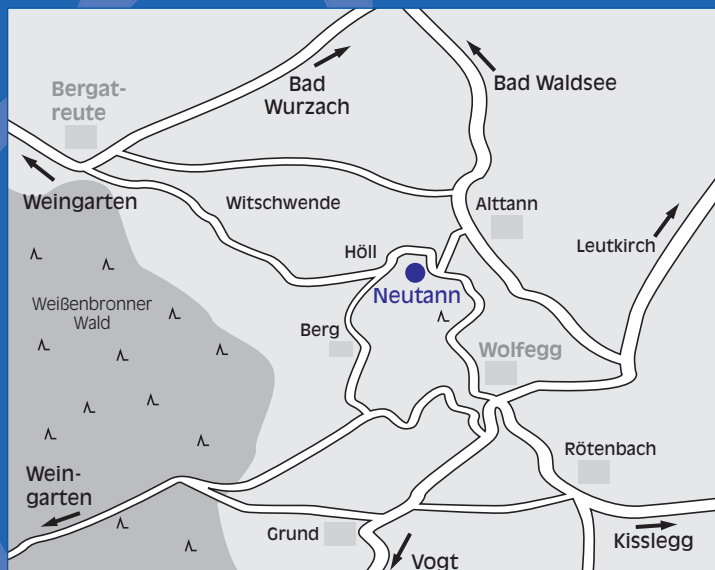 Bergat-
reute
Bad
Wurzach
Bad Waldsee
Weingarten
Witschwende
Alttann
Leutkirch
Höll
Neutann
Weißenbronner
Wald
Berg
Wolfegg
Rötenbach
Wein-
garten
Grund
Vogt
Kisslegg